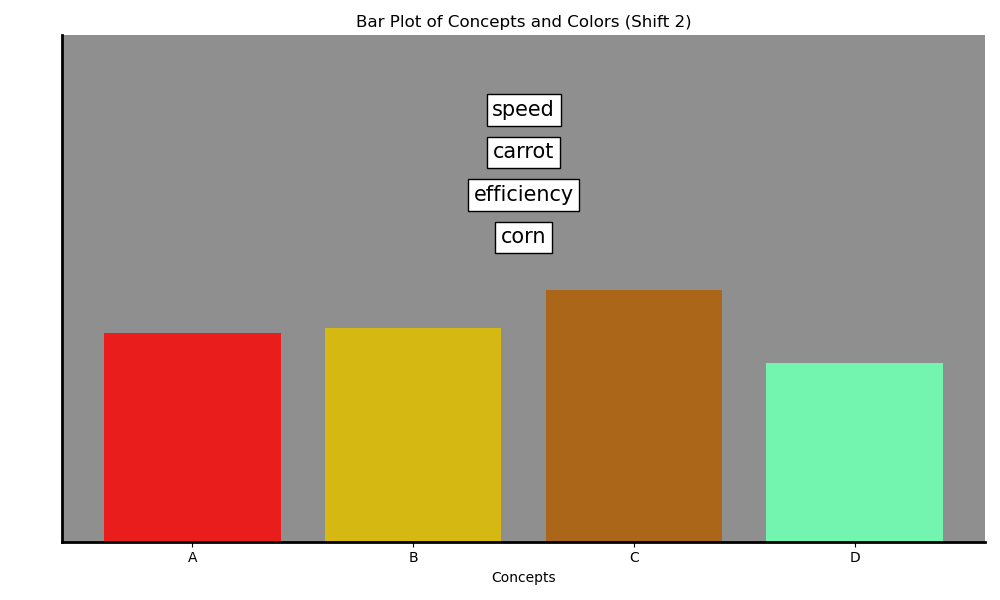 Bar Plot of Concepts and Colors (Shift 2)
speed
carrot
efficiency
corn
A B C D
Concepts